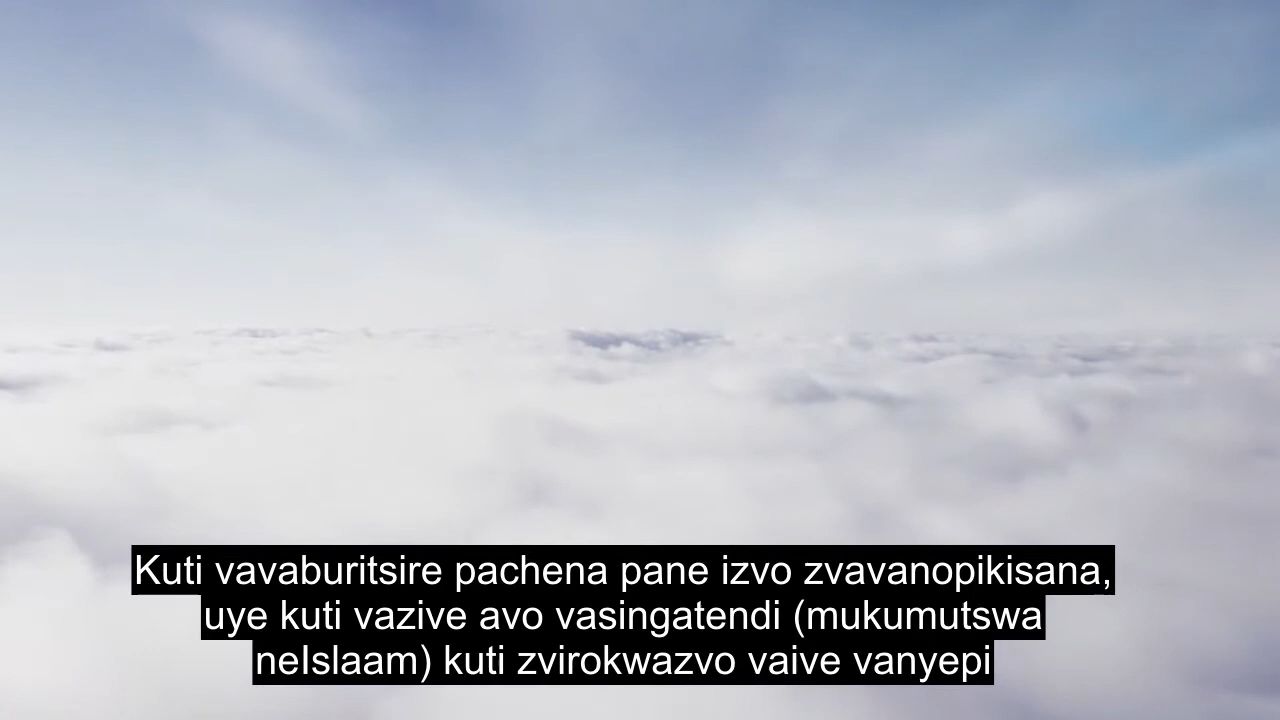 Kuti vavaburitsire pachena pane izvo zvavanopikisana,
uye kuti vazive avo vasingatendi (mukumutswa
neIslaam) kuti zvirokwazvo vaive vanyepi